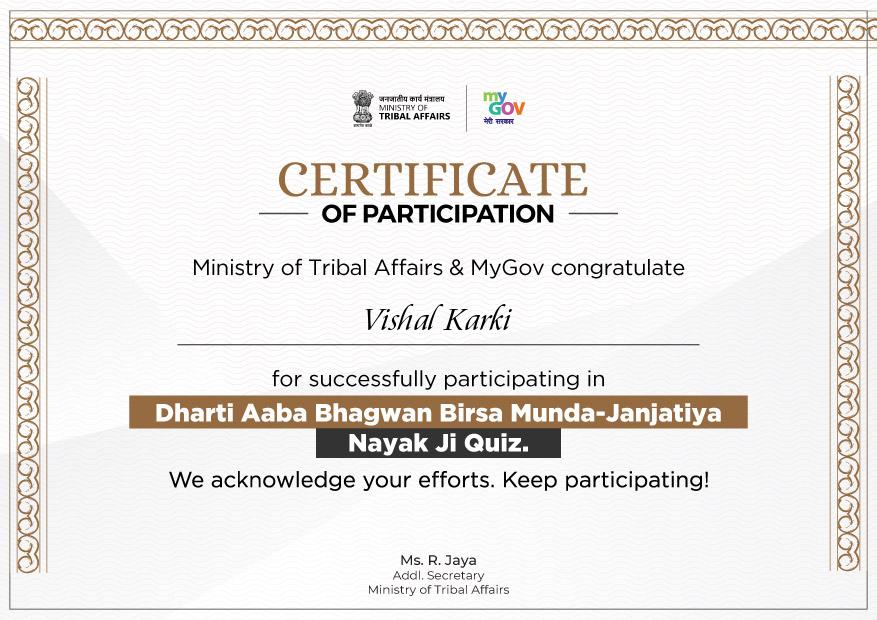 जनजातीय कार्य मंत्रालय
MINISTRY OF
TRIBAL AFFAIRS
सत्यमेव जयते
my
GOV
मेरी सरकार
CERTIFICATE
OF PARTICIPATION
Ministry of Tribal Affairs & MyGov congratulate
Vishal Karki
for successfully participating in
Dharti Aaba Bhagwan Birsa Munda-Janjatiya
Nayak Ji Quiz.
We acknowledge your efforts. Keep participating!
Ms. R. Jaya
Addl. Secretary
Ministry of Tribal Affairs